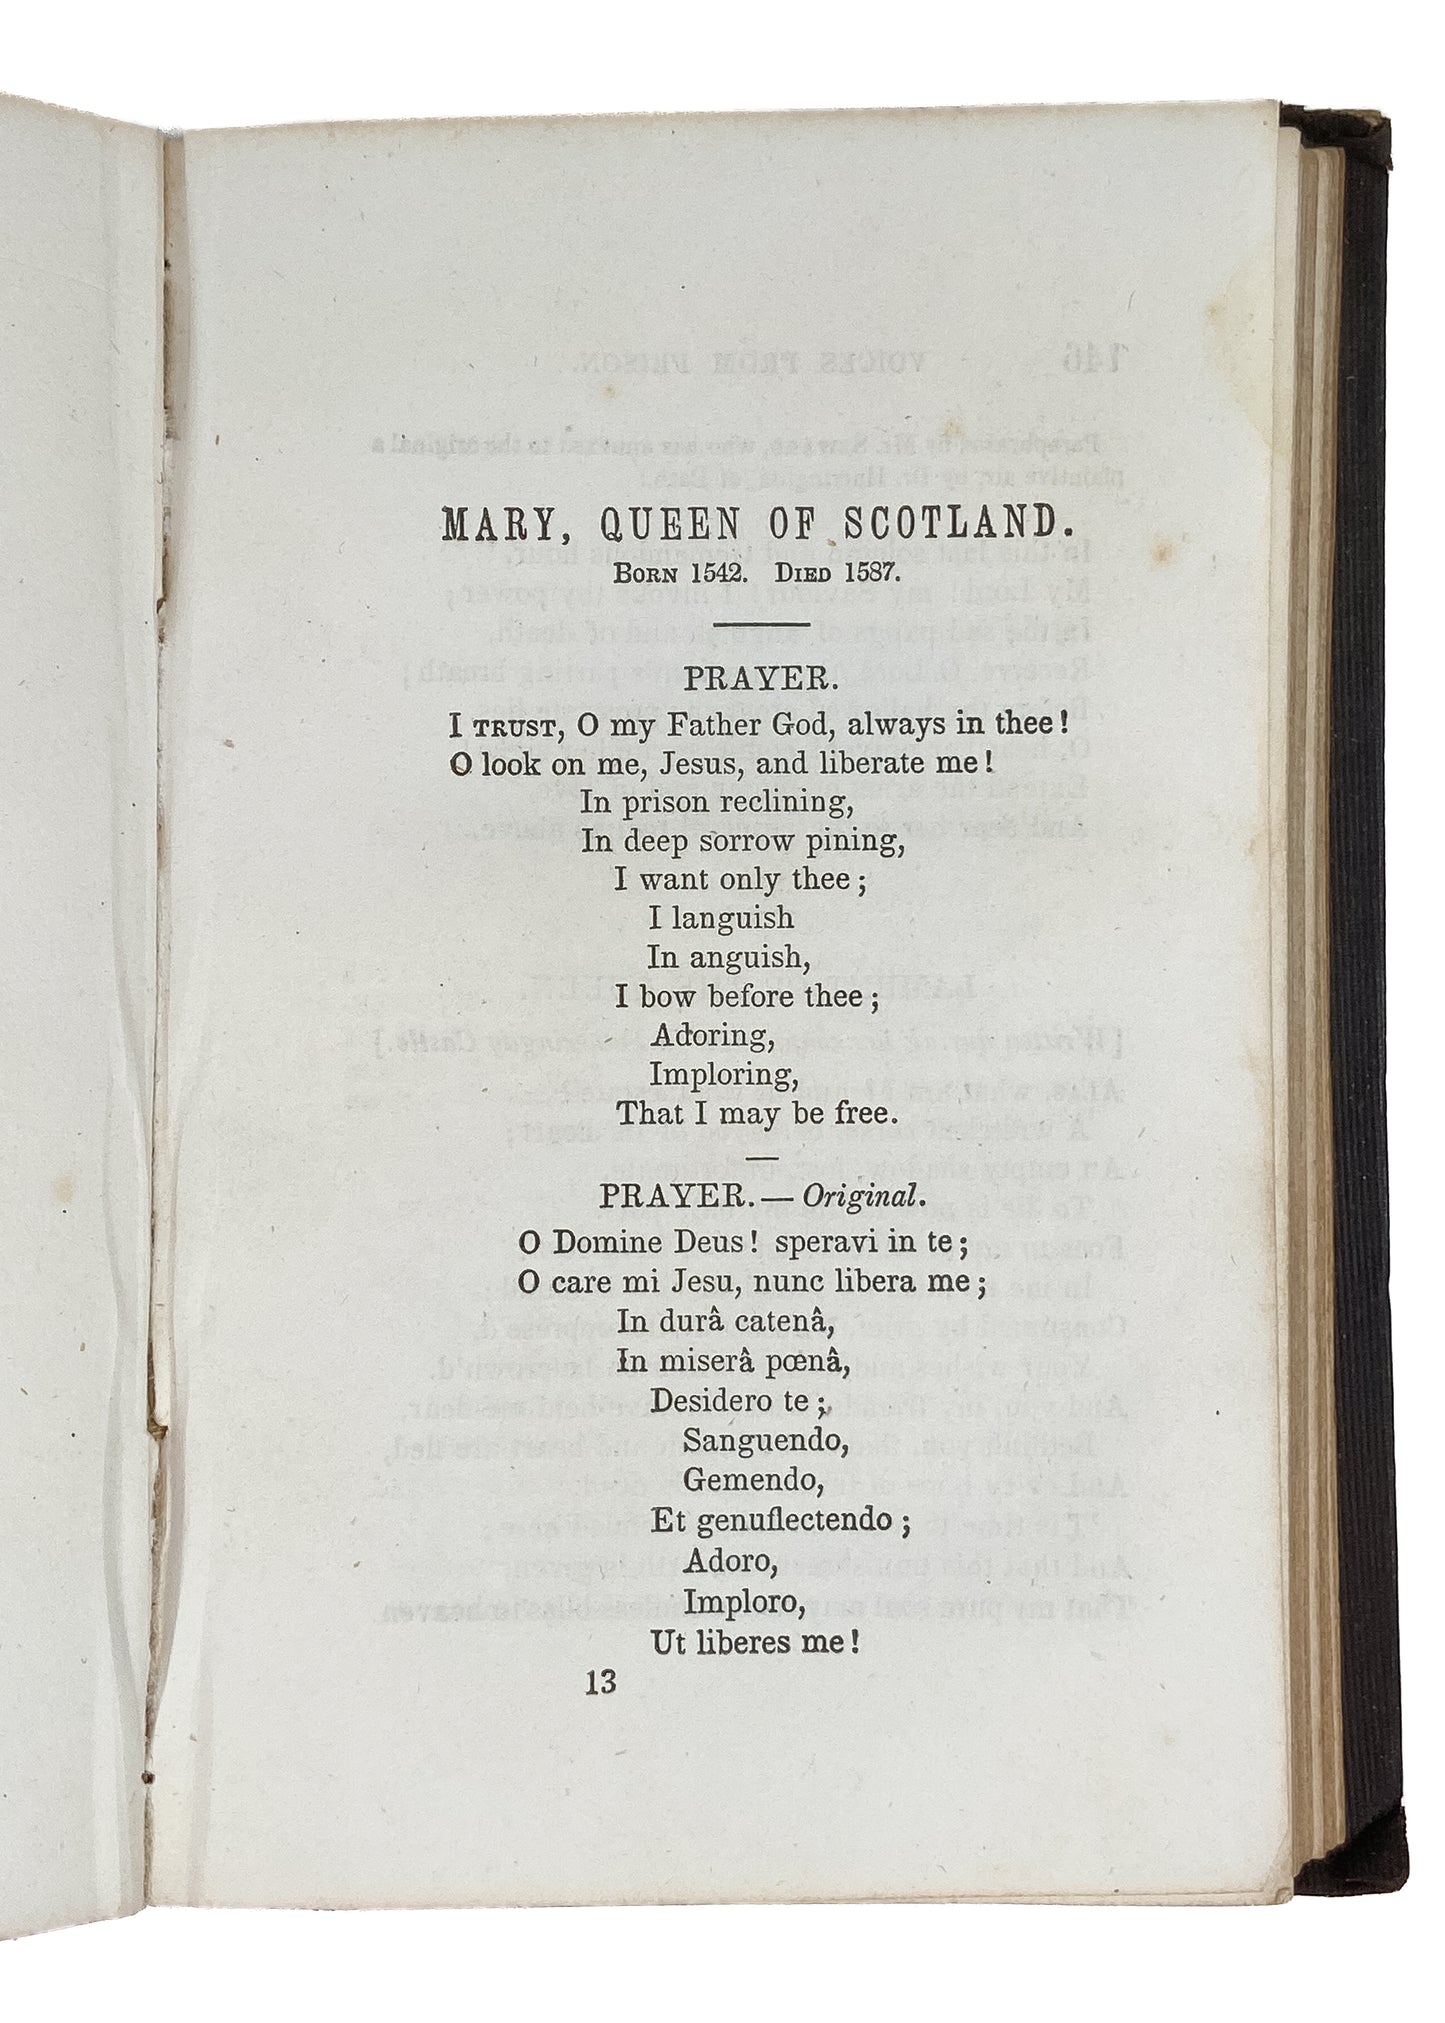 MARY, QUEEN OF SCOTLAND.
BORN 1542. DIED 1587.
PRAYER.
I TRUST, O my Father God, always in thee!
O look on me, Jesus, and liberate me!
In prison reclining,
In deep sorrow pining,
I want only thee;
I languish
In anguish,
I bow before thee;
Adoring,
Imploring,
That I may be free.
PRAYER.—Original.
O Domine Deus! speravi in te;
O care mi Jesu, nunc libera me;
In durâ catenâ,
In miserâ pœnâ,
Desidero te;
Sanguendo,
Gemendo,
Et genuflectendo;
Adoro,
Imploro,
Ut liberes me!
13